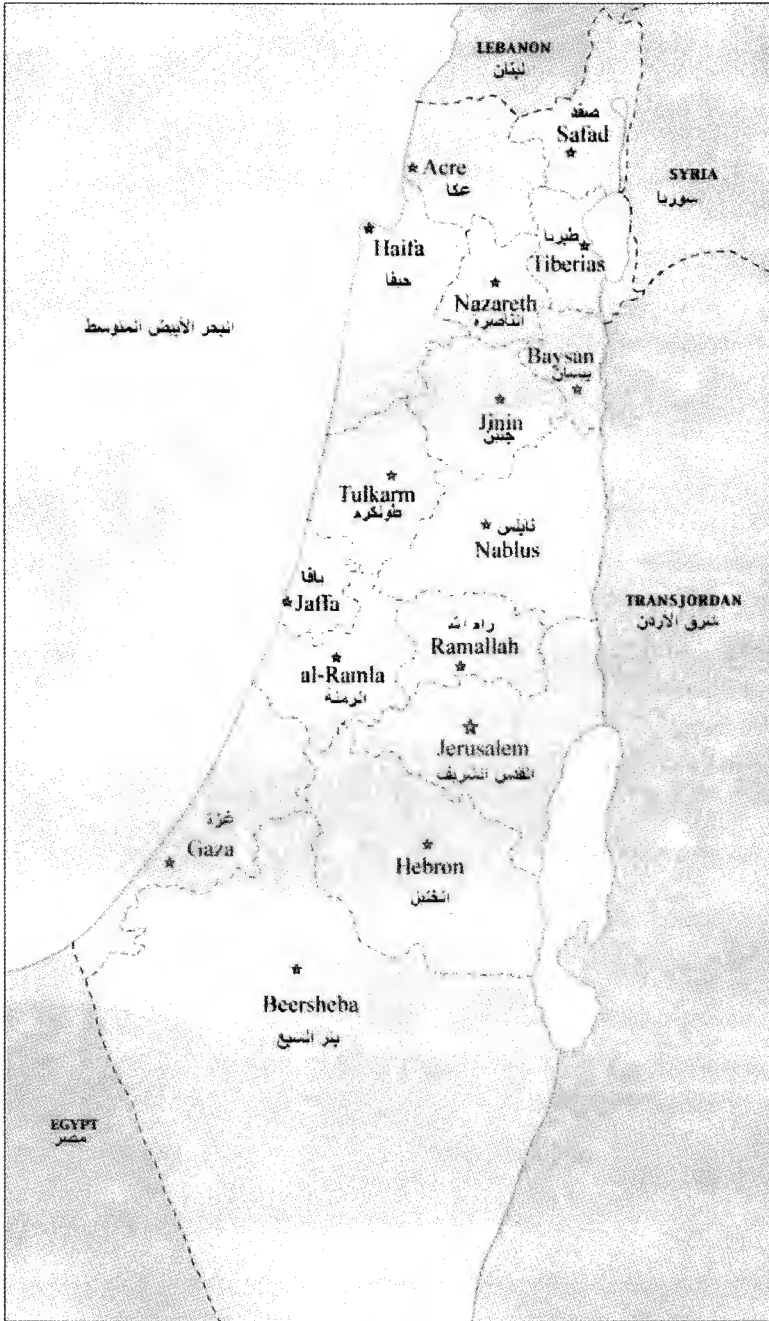 LEBANON
لبنان
صفد
Safad
Acre
عكا
SYRIA
سوريا
Haifa
حيفا
طبريا
Tiberias
Nazareth
الناصره
البحر الأبيض المتوسط
Baysan
بيسان
Jinin
جنين
Tulkarm
طولكرم
نابلس
Nablus
يافا
Jaffa
TRANSJORDAN
شرق الأردن
رام الله
Ramallah
al-Ramla
الرملة
Jerusalem
القدس الشريف
غزة
Gaza
Hebron
الخليل
Beersheba
بئر السبع
EGYPT
مصر